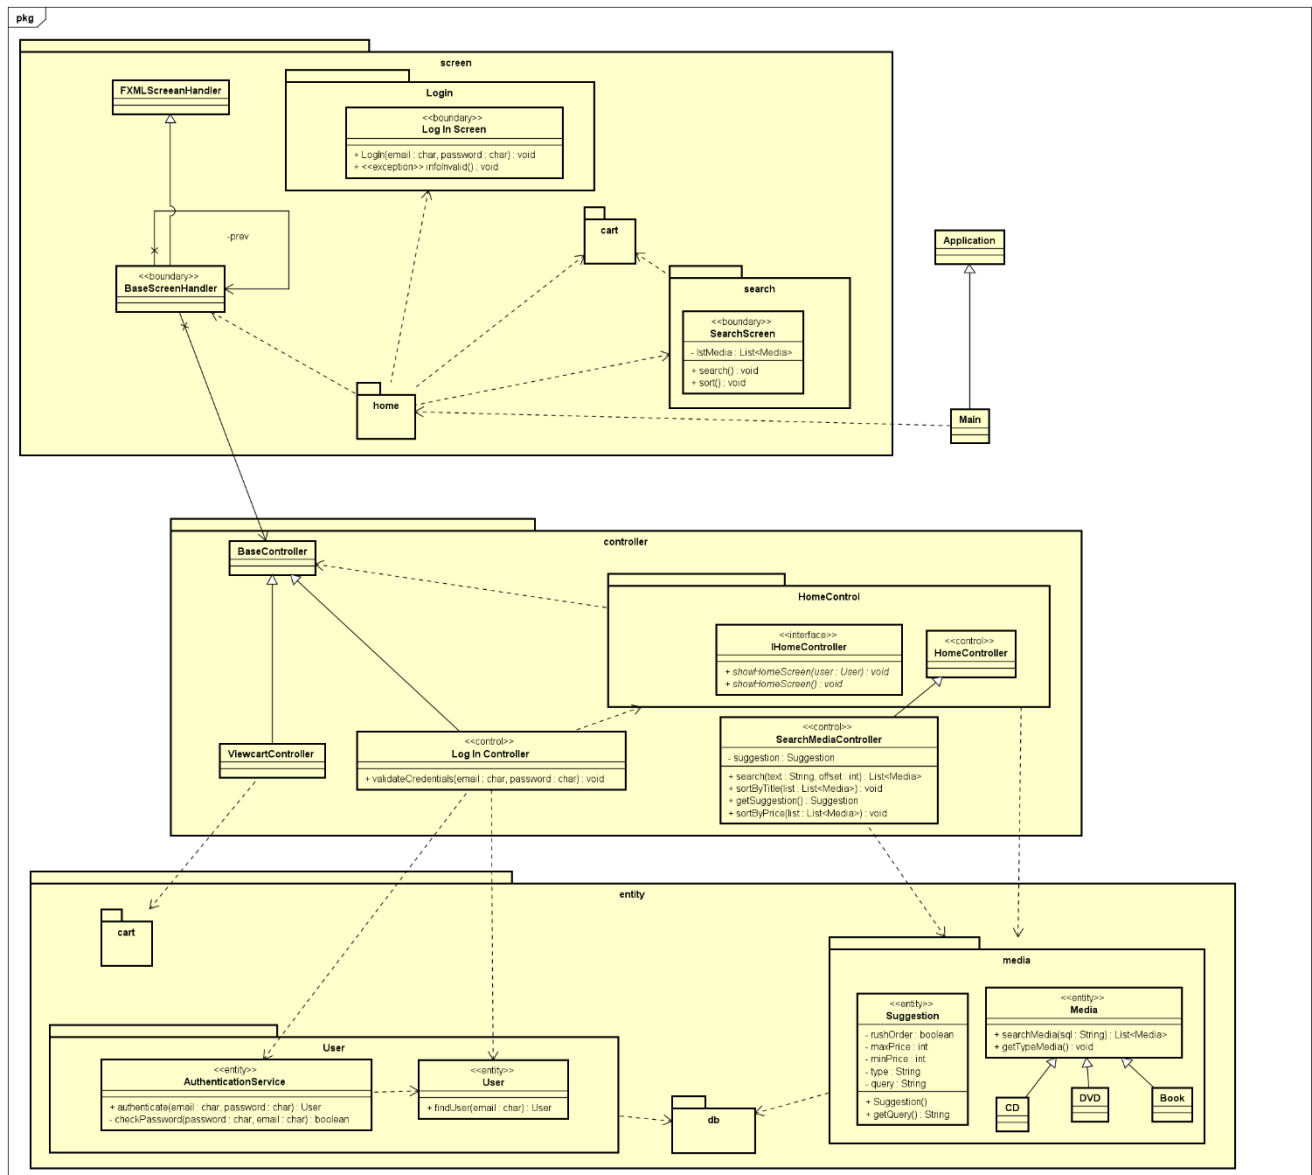 pkg
screen
FXMLScreeanHandler
Login
<<boundary>>
Log In Screen
+ LogIn(email : char, password : char) : void
+ <<exception>> infoInvalid() : void
-prev
<<boundary>>
BaseScreenHandler
cart
search
<<boundary>>
SearchScreen
- lstMedia : List<Media>
+ search() : void
+ sort() : void
home
Application
Main
controller
BaseController
HomeControl
<<interface>>
IHomeController
+ showHomeScreen(user : User) : void
+ showHomeScreen() : void
<<control>>
HomeController
ViewcartController
<<control>>
Log In Controller
+ validateCredentials(email : char, password : char) : void
<<control>>
SearchMediaController
- suggestion : Suggestion
+ search(text : String, offset : int) : List<Media>
+ sortByTitle(list : List<Media>) : void
+ getSuggestion() : Suggestion
+ sortByPrice(list : List<Media>) : void
entity
cart
User
<<entity>>
AuthenticationService
+ authenticate(email : char, password : char) : User
- checkPassword(password : char, email : char) : boolean
<<entity>>
User
+ findUser(email : char) : User
db
media
<<entity>>
Suggestion
- rushOrder : boolean
- maxPrice : int
- minPrice : int
- type : String
- query : String
+ Suggestion()
+ getQuery() : String
<<entity>>
Media
+ searchMedia(sql : String) : List<Media>
+ getTypeMedia() : void
CD
DVD
Book